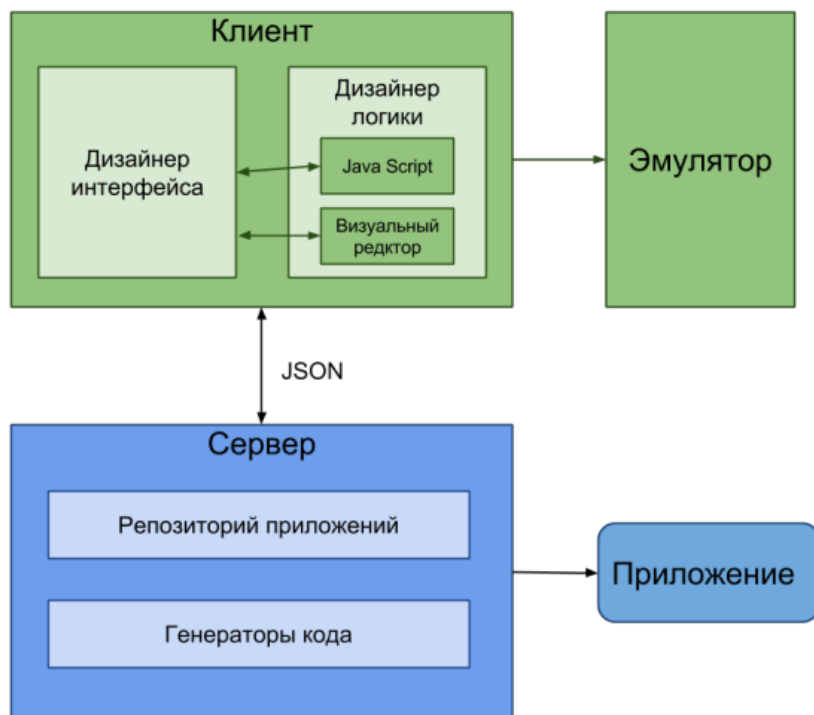 Клиент
Дизайнер
интерфейса
Дизайнер
логики
Java Script
Визуальный
редктор
Эмулятор
JSON
Сервер
Репозиторий приложений
Генераторы кода
Приложение